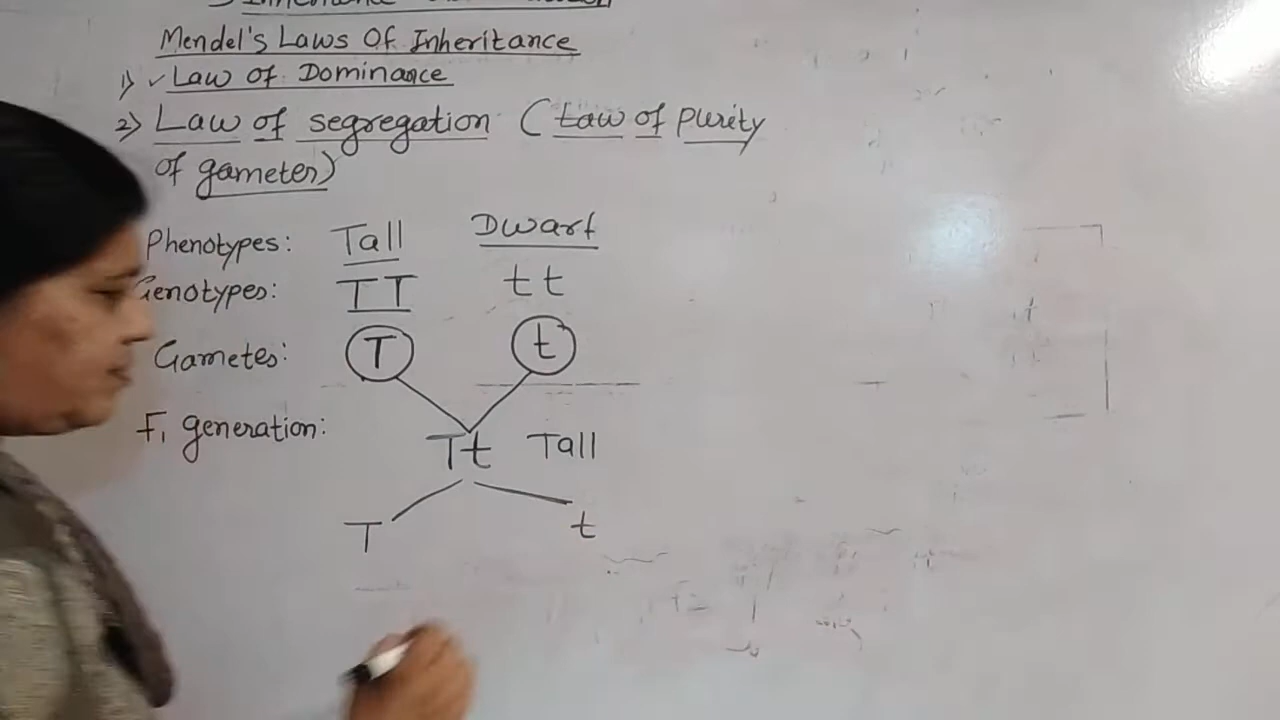 Mendel's Laws Of Inheritance
1) ✓ Law of Dominance
2) Law of segregation (Law of purity
of gametes)
Phenotypes: Tall Dwarf
Genotypes: TT tt
Gametes: T t
F1 generation: Tt Tall
T t